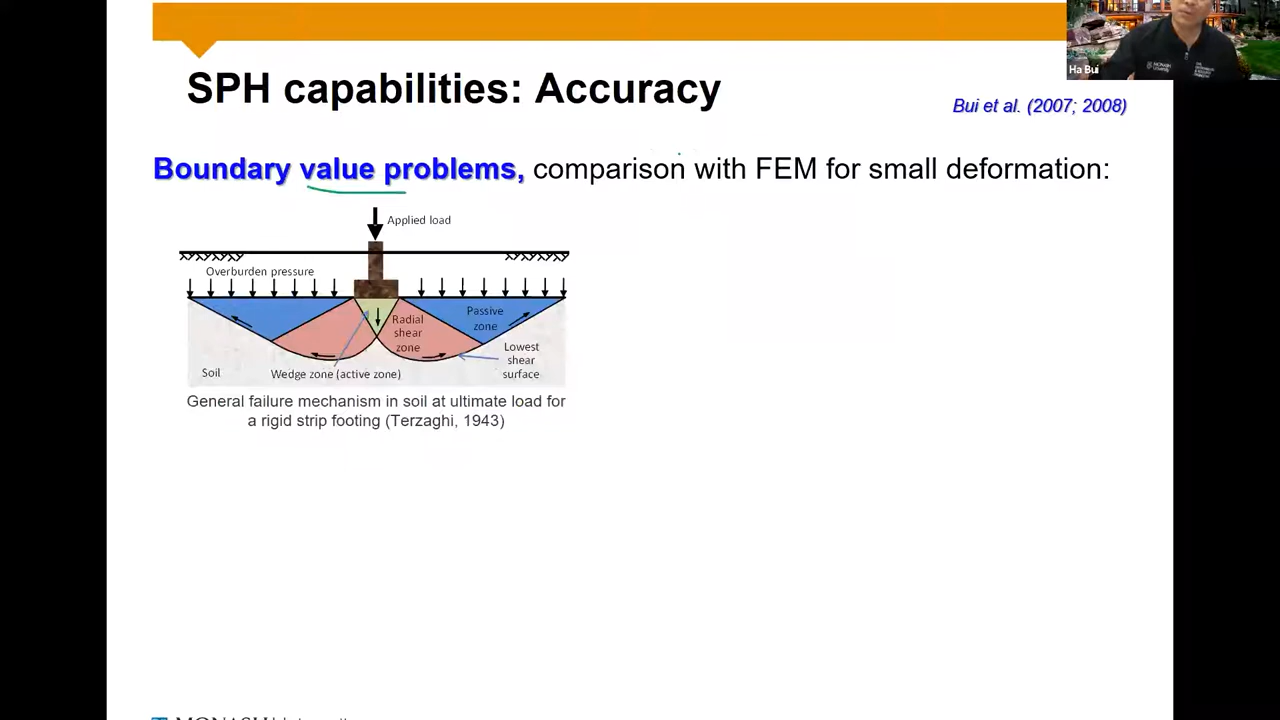 Ha Bui
SPH capabilities: Accuracy
Bui et al. (2007; 2008)
Boundary value problems, comparison with FEM for small deformation:
Applied load
Overburden pressure
Passive
zone
Radial
shear
zone
Lowest
shear
surface
Soil
Wedge zone (active zone)
General failure mechanism in soil at ultimate load for
a rigid strip footing (Terzaghi, 1943)
MONASH